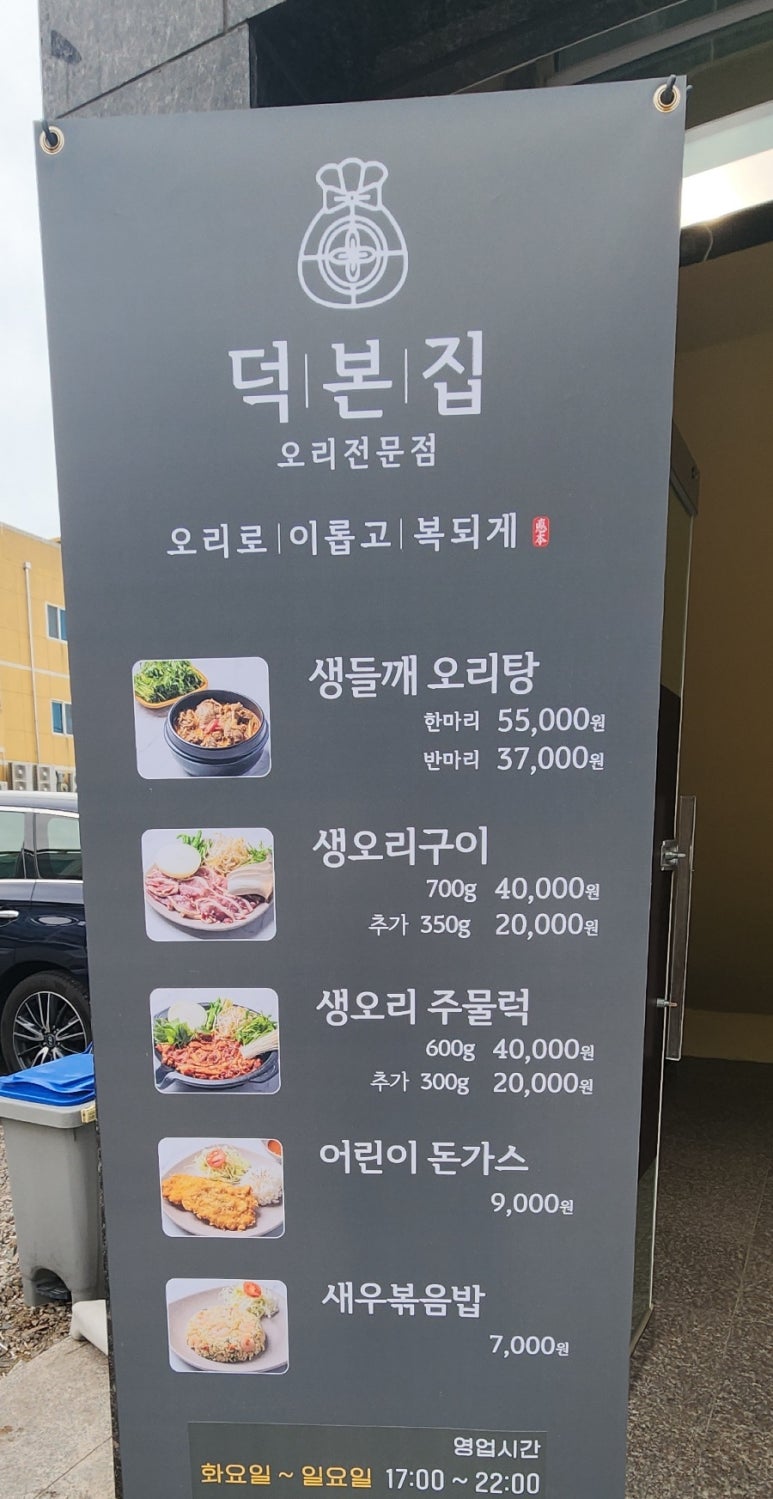 덕|본|집
오리전문점
오리로|이롭고|복되게
생들깨 오리탕
한마리 55,000원
반마리 37,000원
생오리구이
700g 40,000원
추가 350g 20,000원
생오리 주물럭
600g 40,000원
추가 300g 20,000원
어린이 돈가스
9,000원
새우볶음밥
7,000원
영업시간
화요일 ~ 일요일 17:00 ~ 22:00